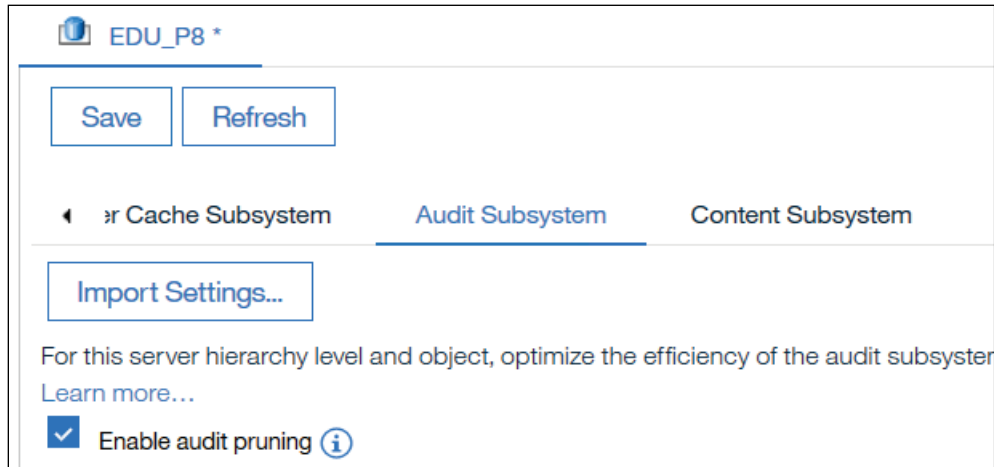 EDU_P8 *
Save Refresh
er Cache Subsystem Audit Subsystem Content Subsystem
Import Settings...
For this server hierarchy level and object, optimize the efficiency of the audit subsyster
Learn more...
Enable audit pruning